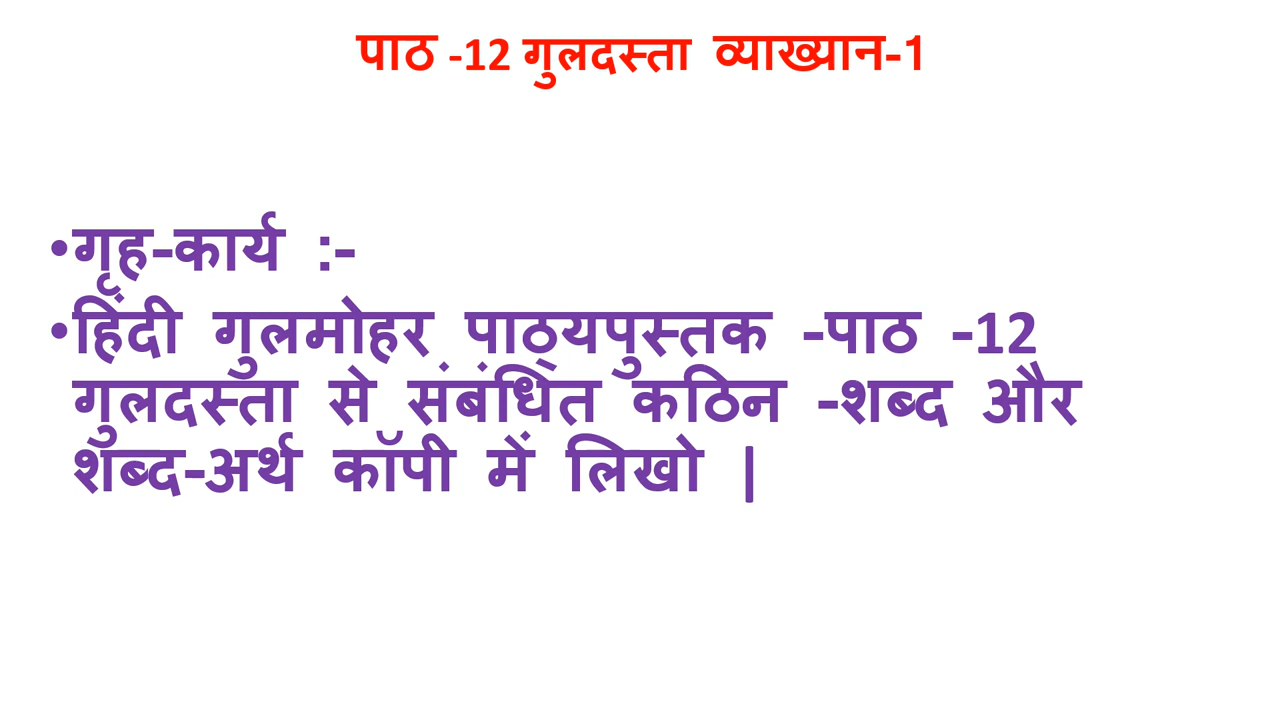 पाठ -12 गुलदस्ता व्याख्यान-1
•गृह-कार्य :-
•हिंदी गुलमोहर पाठ्यपुस्तक -पाठ -12
गुलदस्ता से संबंधित कठिन -शब्द और
शब्द-अर्थ कॉपी में लिखो |